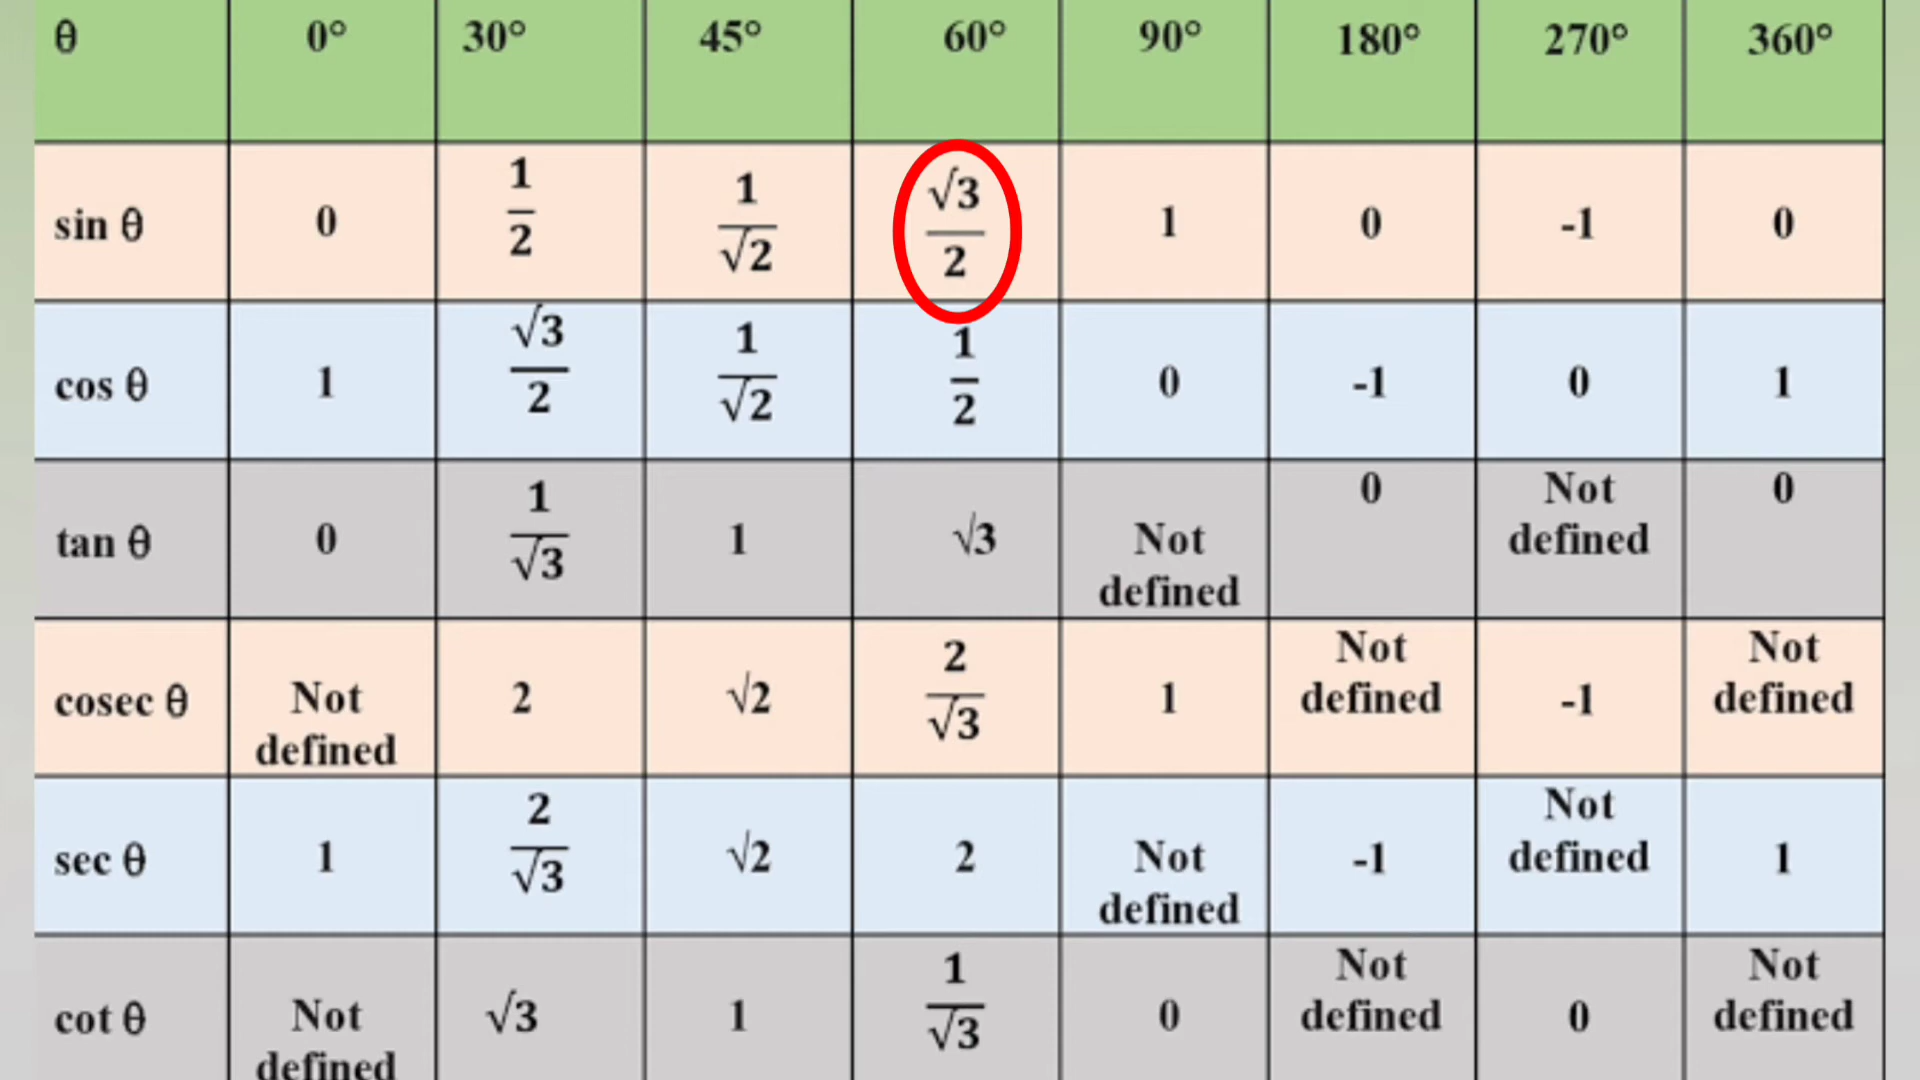 θ 0° 30° 45° 60° 90° 180° 270° 360°
sin θ 0 1/2 1/√2 √3/2 1 0 -1 0
cos θ 1 √3/2 1/√2 1/2 0 -1 0 1
tan θ 0 1/√3 1 √3 Not defined 0 Not defined 0
cosec θ Not defined 2 √2 2/√3 1 Not defined -1 Not defined
sec θ 1 2/√3 √2 2 Not defined -1 Not defined 1
cot θ Not defined √3 1 1/√3 0 Not defined 0 Not defined